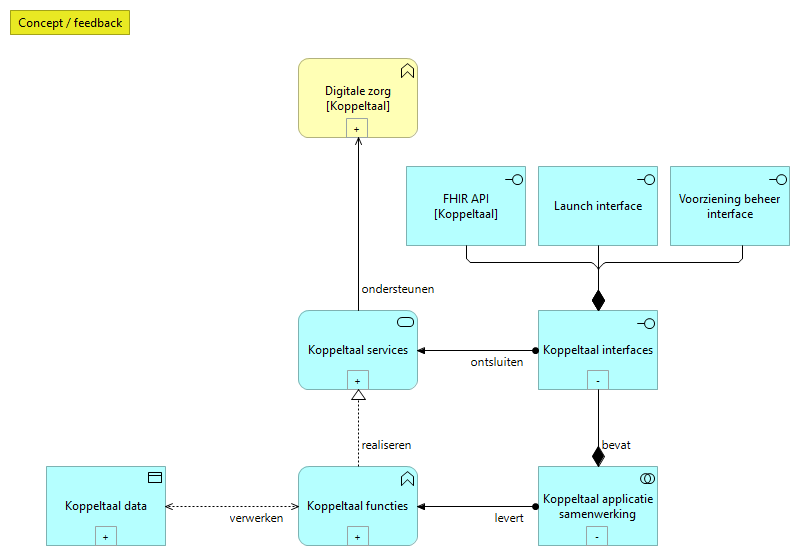 Concept / feedback
Digitale zorg
[Koppeltaal]
+
FHIR API
[Koppeltaal]
Launch interface
Voorziening beheer
interface
ondersteunen
Koppeltaal services
+
ontsluiten
Koppeltaal interfaces
-
realiseren
bevat
Koppeltaal data
+
verwerken
Koppeltaal functies
+
levert
Koppeltaal applicatie
samenwerking
-